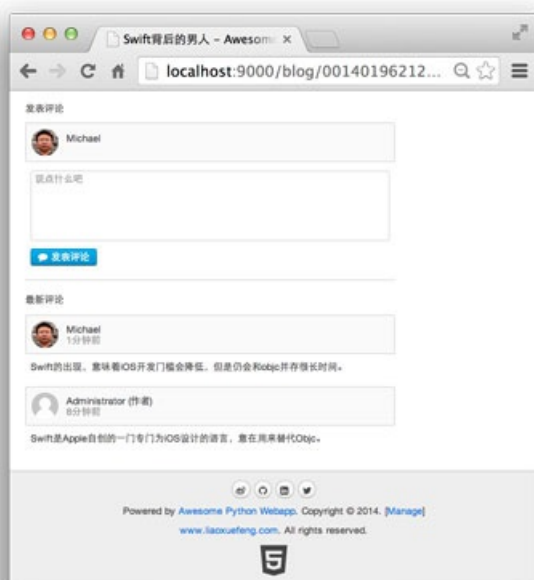 Swift背后的男人 – Awesom
localhost:9000/blog/00140196212...
发表评论
Michael
说点什么吧
发表评论
最新评论
Michael
1分钟前
Swift的出现，意味着iOS开发门槛会降低，但是仍会和objc并存很长时间。
Administrator (作者)
8分钟前
Swift是Apple自创的一门专门为iOS设计的语言，意在用来替代Objc。
Powered by Awesome Python Webapp. Copyright © 2014. [Manage]
www.liaoxuefeng.com. All rights reserved.
5